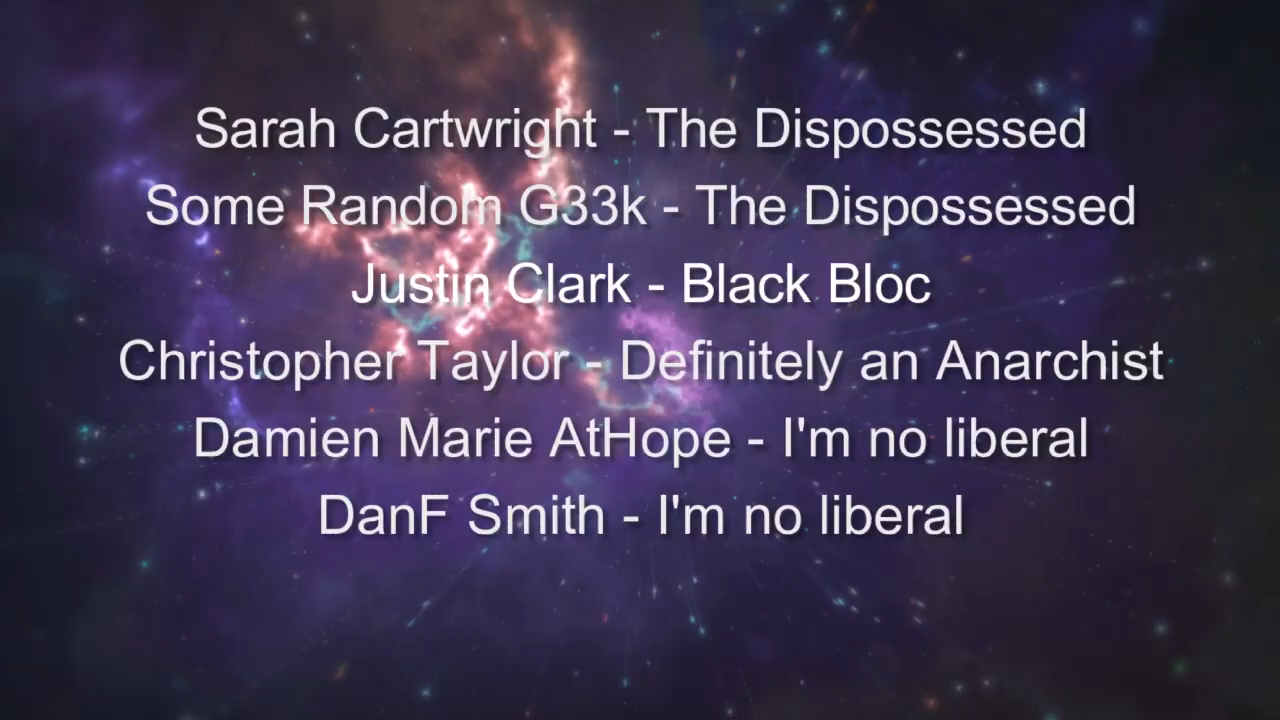 Sarah Cartwright - The Dispossessed
Some Random G33k - The Dispossessed
Justin Clark - Black Bloc
Christopher Taylor - Definitely an Anarchist
Damien Marie AtHope - I'm no liberal
DanF Smith - I'm no liberal